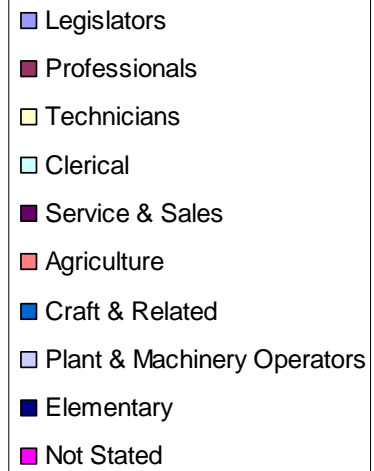 Legislators
Professionals
Technicians
Clerical
Service & Sales
Agriculture
Craft & Related
Plant & Machinery Operators
Elementary
Not Stated